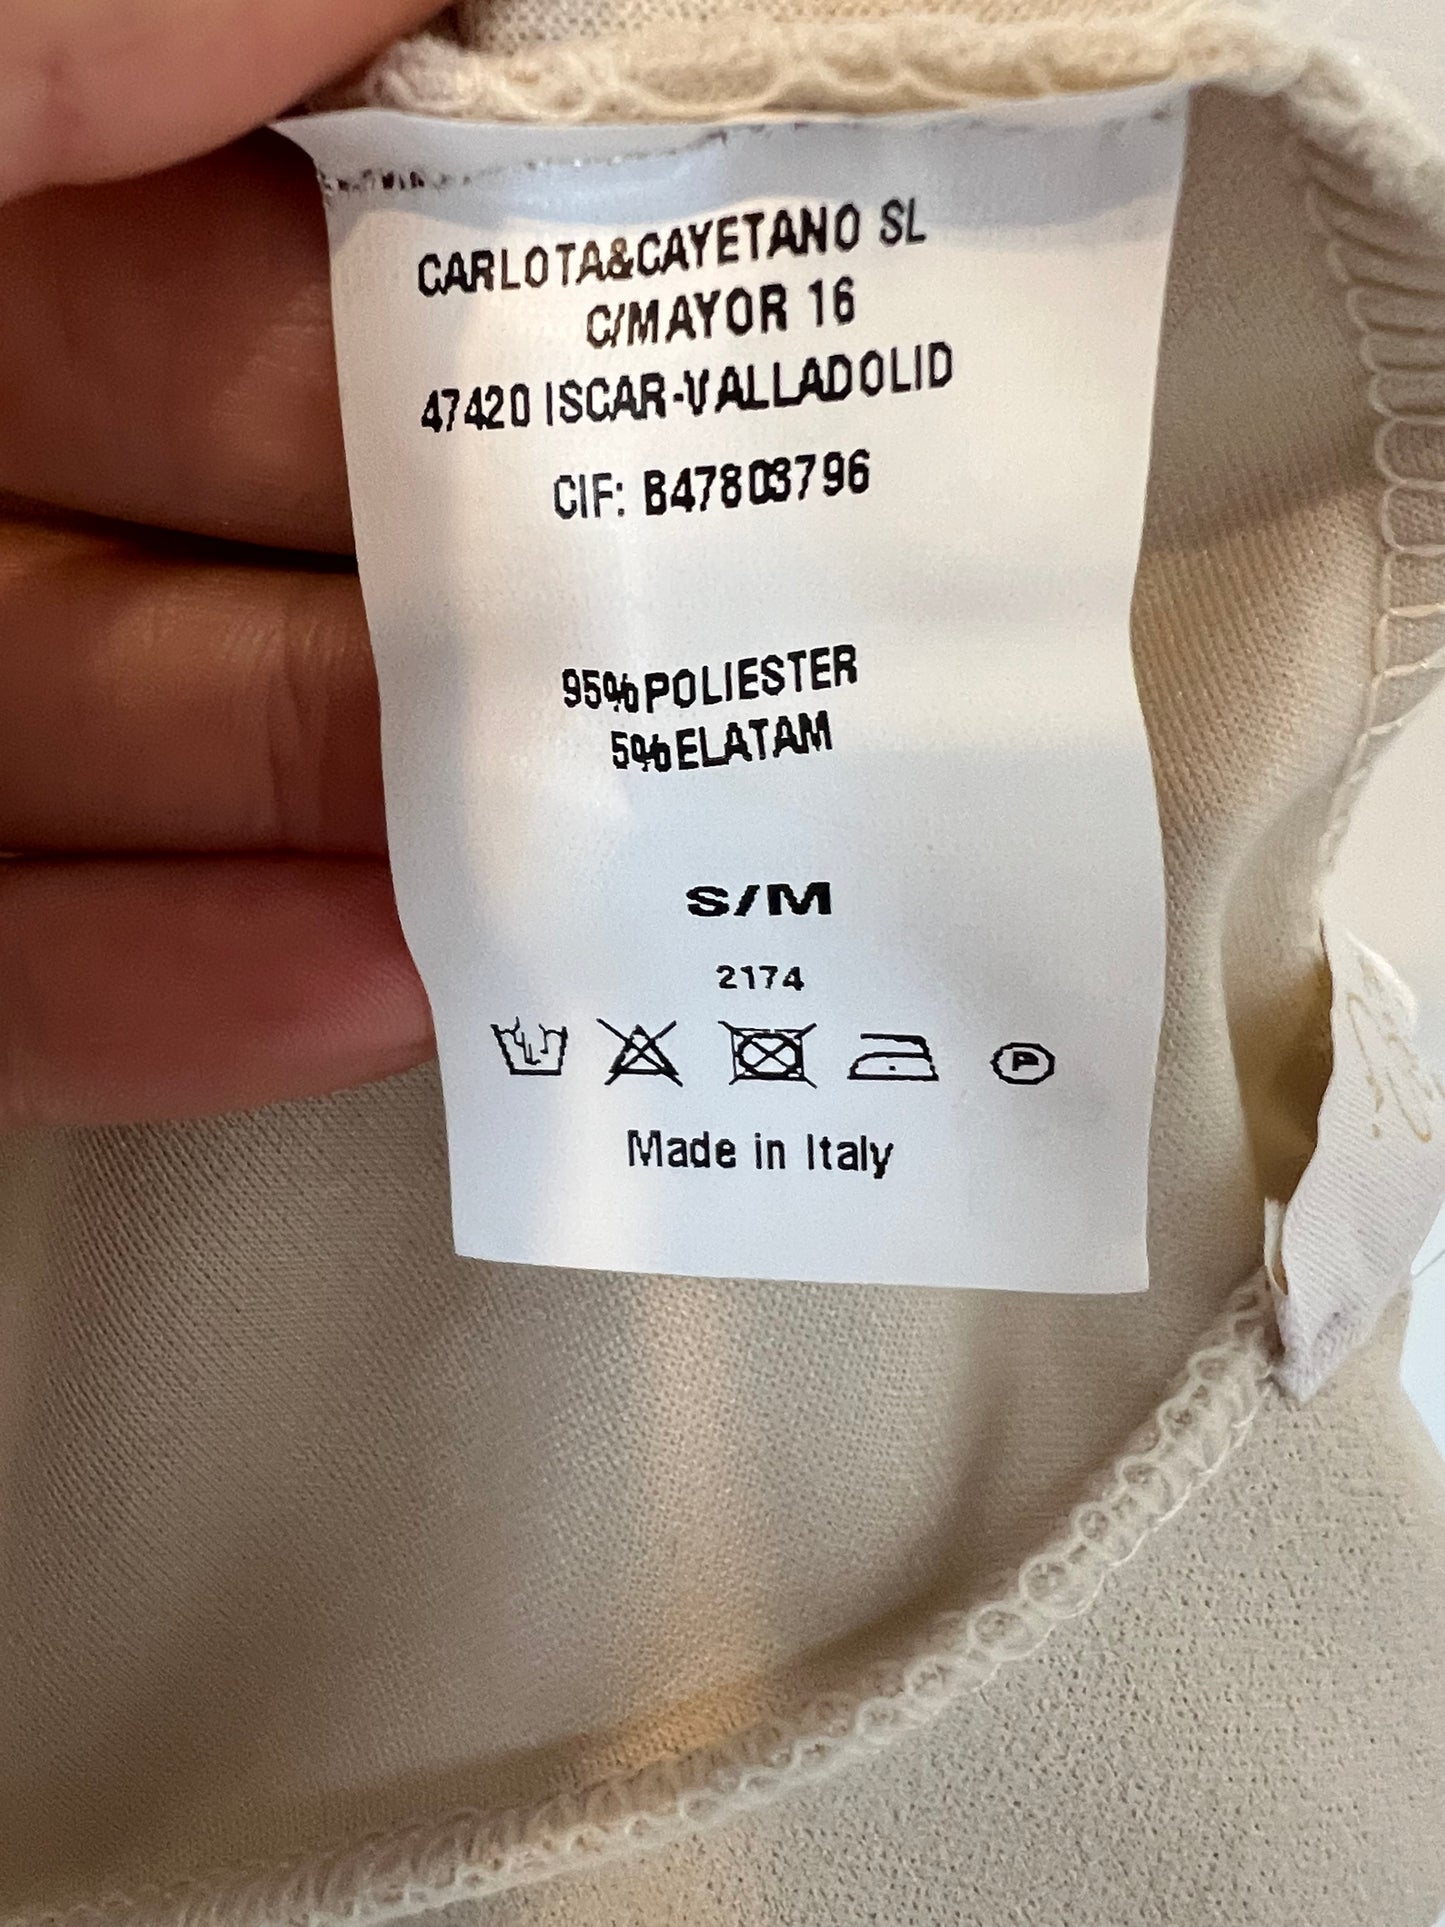 CARLOTA&CAYETANO SL
C/MAYOR 16
47420 ISCAR-VALLADOLID
CIF: B47803796
95%POLIESTER
5%ELATAM
S/M
2174
P
Made in Italy